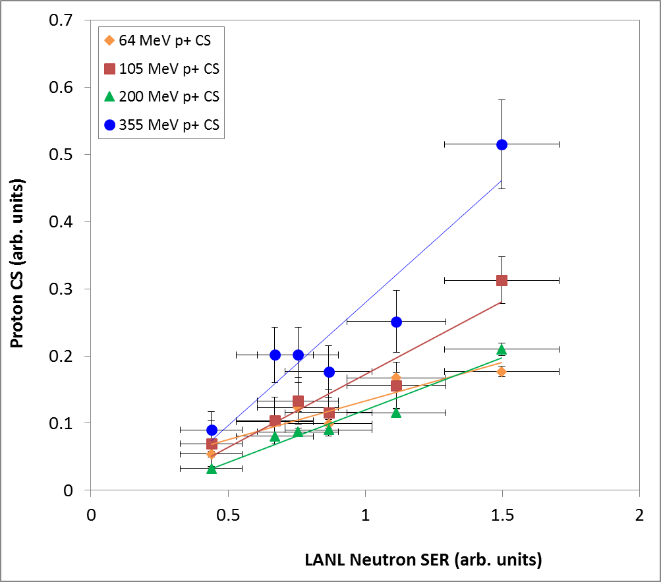 0.7
0.6
0.5
0.4
0.3
0.2
0.1
0
Proton CS (arb. units)
64 MeV p+ CS
105 MeV p+ CS
200 MeV p+ CS
355 MeV p+ CS
0 0.5 1 1.5 2
LANL Neutron SER (arb. units)